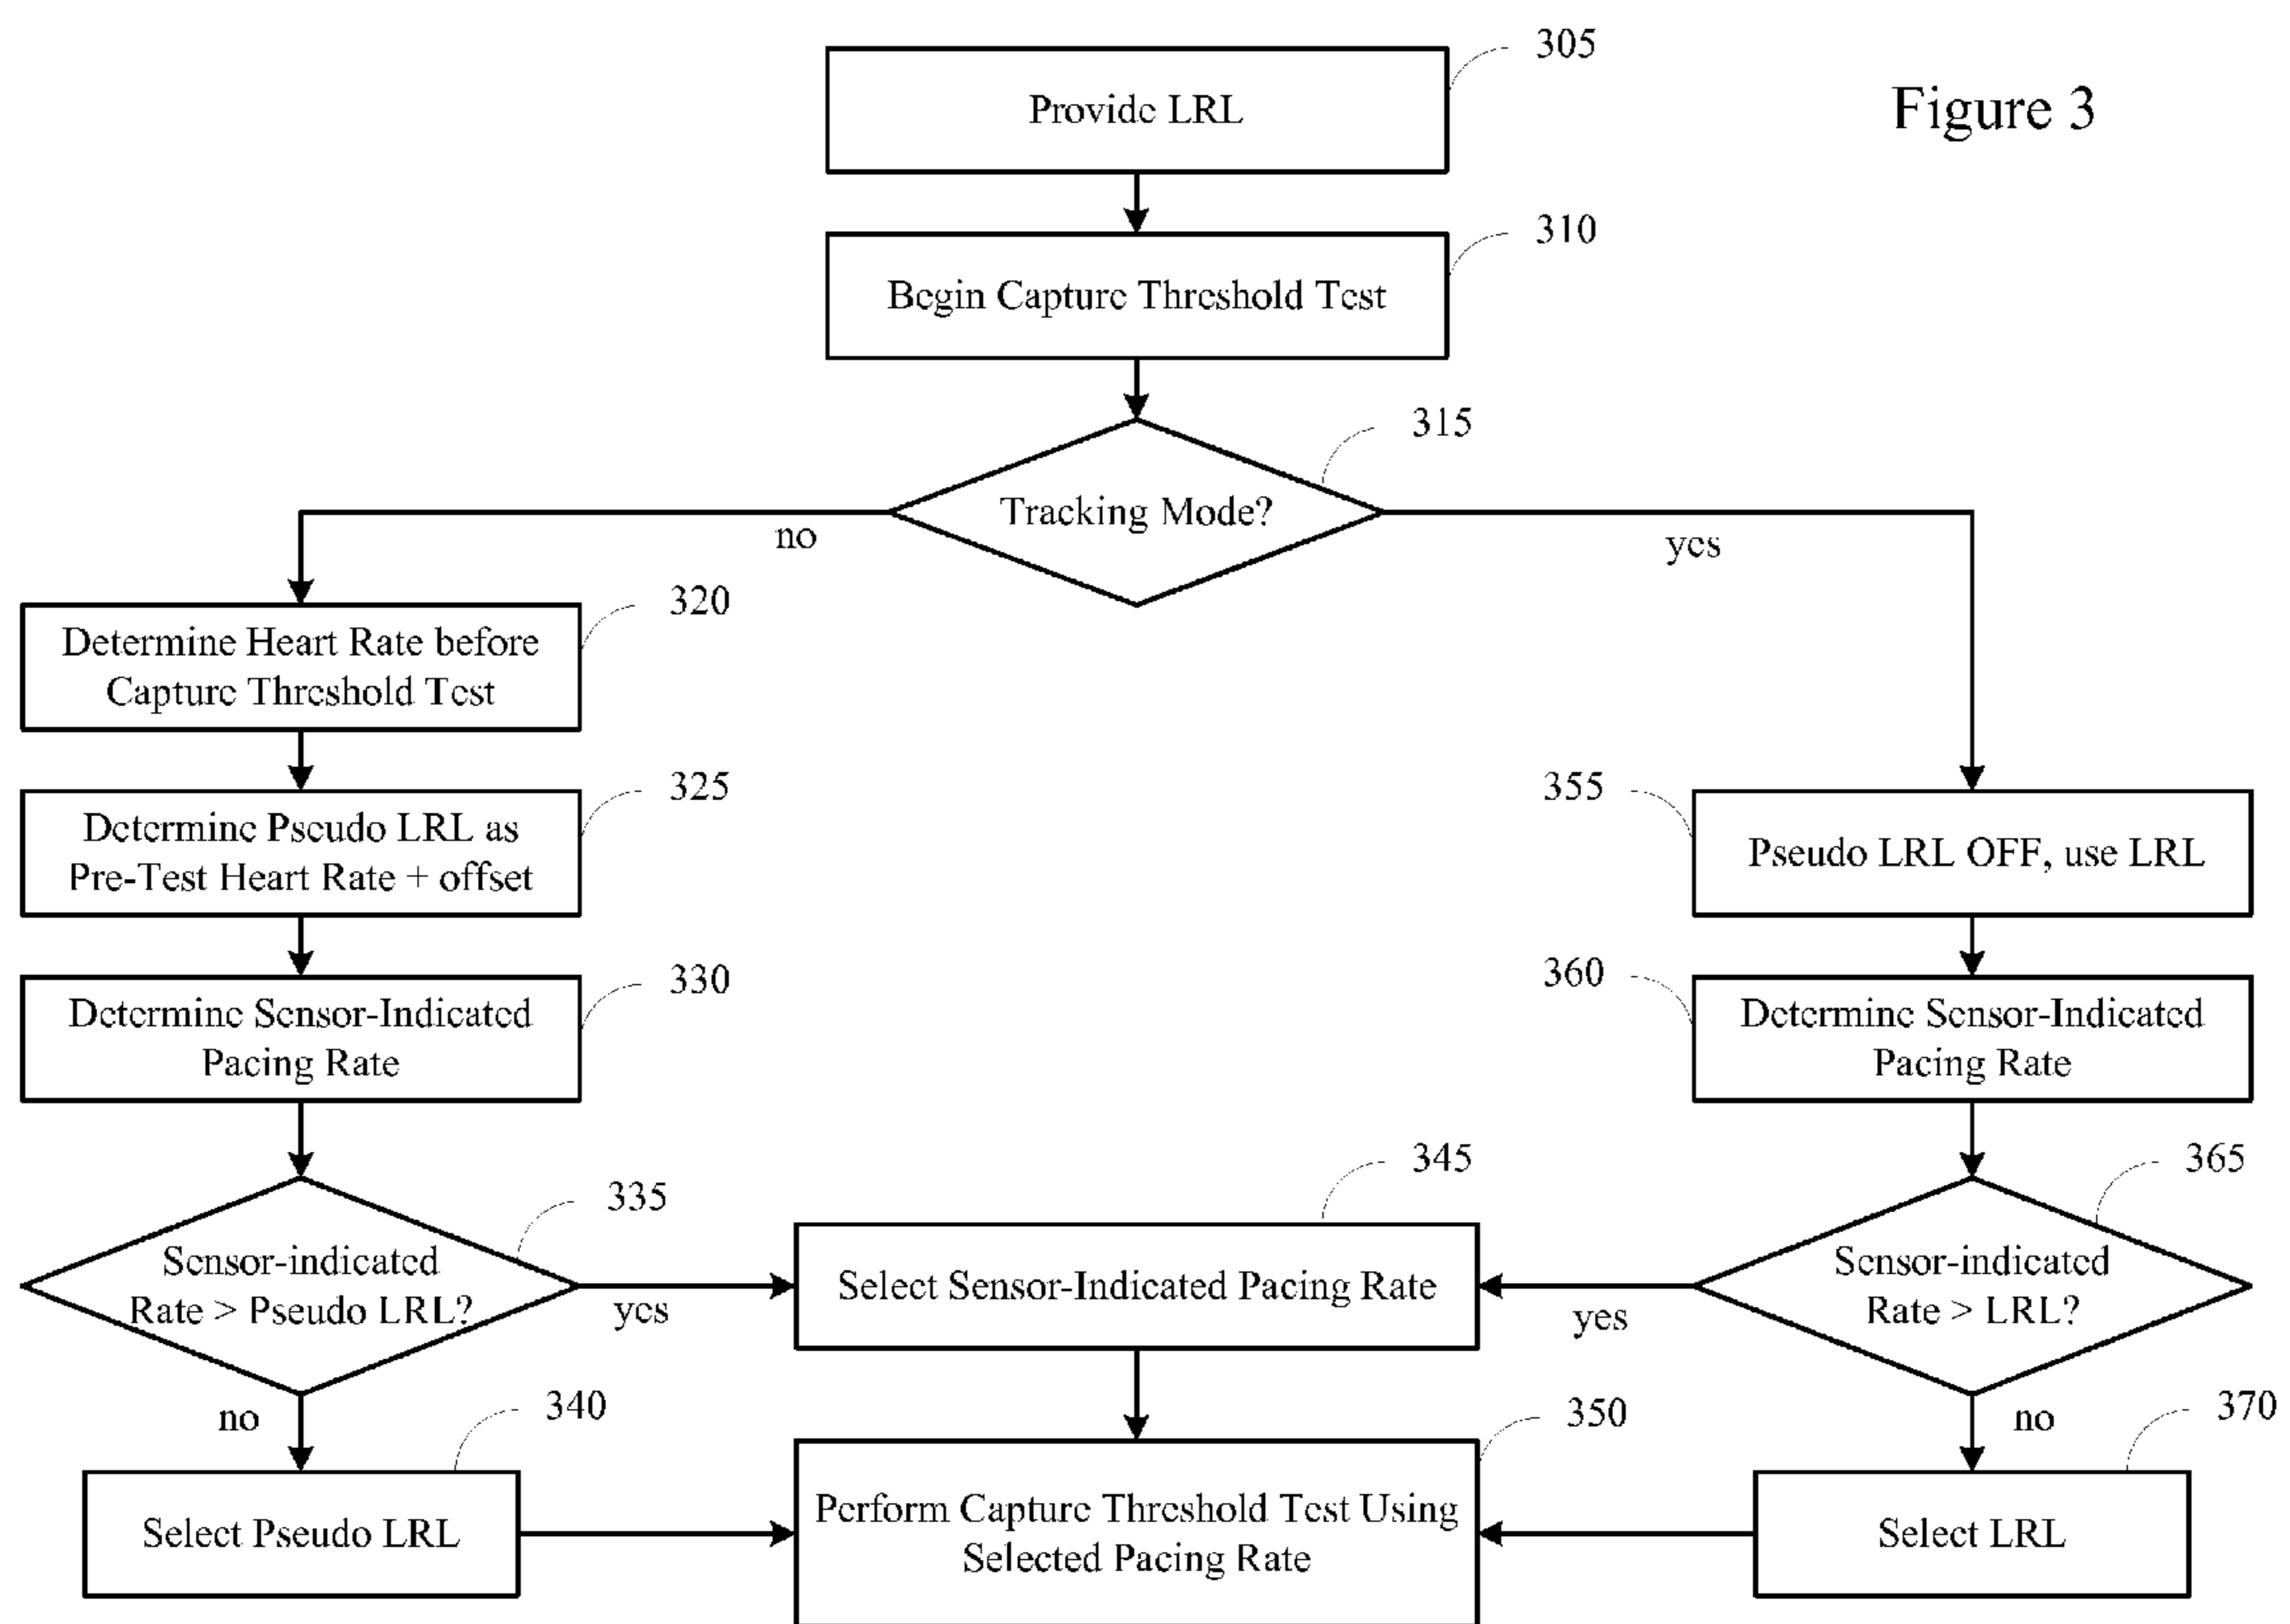 305
Provide LRL
Figure 3
310
Begin Capture Threshold Test
315
Tracking Mode?
no
yes
320
Determine Heart Rate before
Capture Threshold Test
325
Determine Pseudo LRL as
Pre-Test Heart Rate + offset
355
Pseudo LRL OFF, use LRL
330
Determine Sensor-Indicated
Pacing Rate
360
Determine Sensor-Indicated
Pacing Rate
335
Sensor-indicated
Rate > Pseudo LRL?
yes
no
345
Select Sensor-Indicated Pacing Rate
365
Sensor-indicated
Rate > LRL?
yes
no
340
Select Pseudo LRL
350
Perform Capture Threshold Test Using
Selected Pacing Rate
370
Select LRL